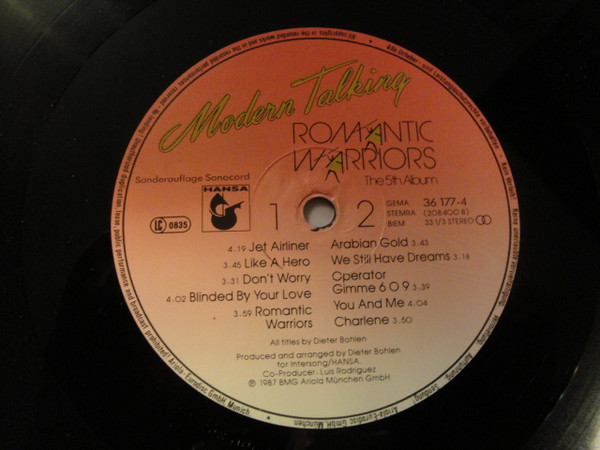 Modern Talking
ROMANTIC
WARRIORS
The 5th Album
Sonderauflage Sonocord
HANSA
LC 0835
1
2
GEMA
STEMRA
BIEM
36 177-4
(208400 8)
33 1/3 STEREO
4.19 Jet Airliner
3.45 Like A Hero
3.31 Don't Worry
4.02 Blinded By Your Love
3.59 Romantic
Warriors
Arabian Gold 3.43
We Still Have Dreams 3.18
Operator
Gimme 6 0 9 3.39
You And Me 4.04
Charlene 3.50
All titles by Dieter Bohlen
Produced and arranged by Dieter Bohlen
for Intersong/HANSA.
Co-Producer: Luis Rodriguez
℗ 1987 BMG Ariola München GmbH